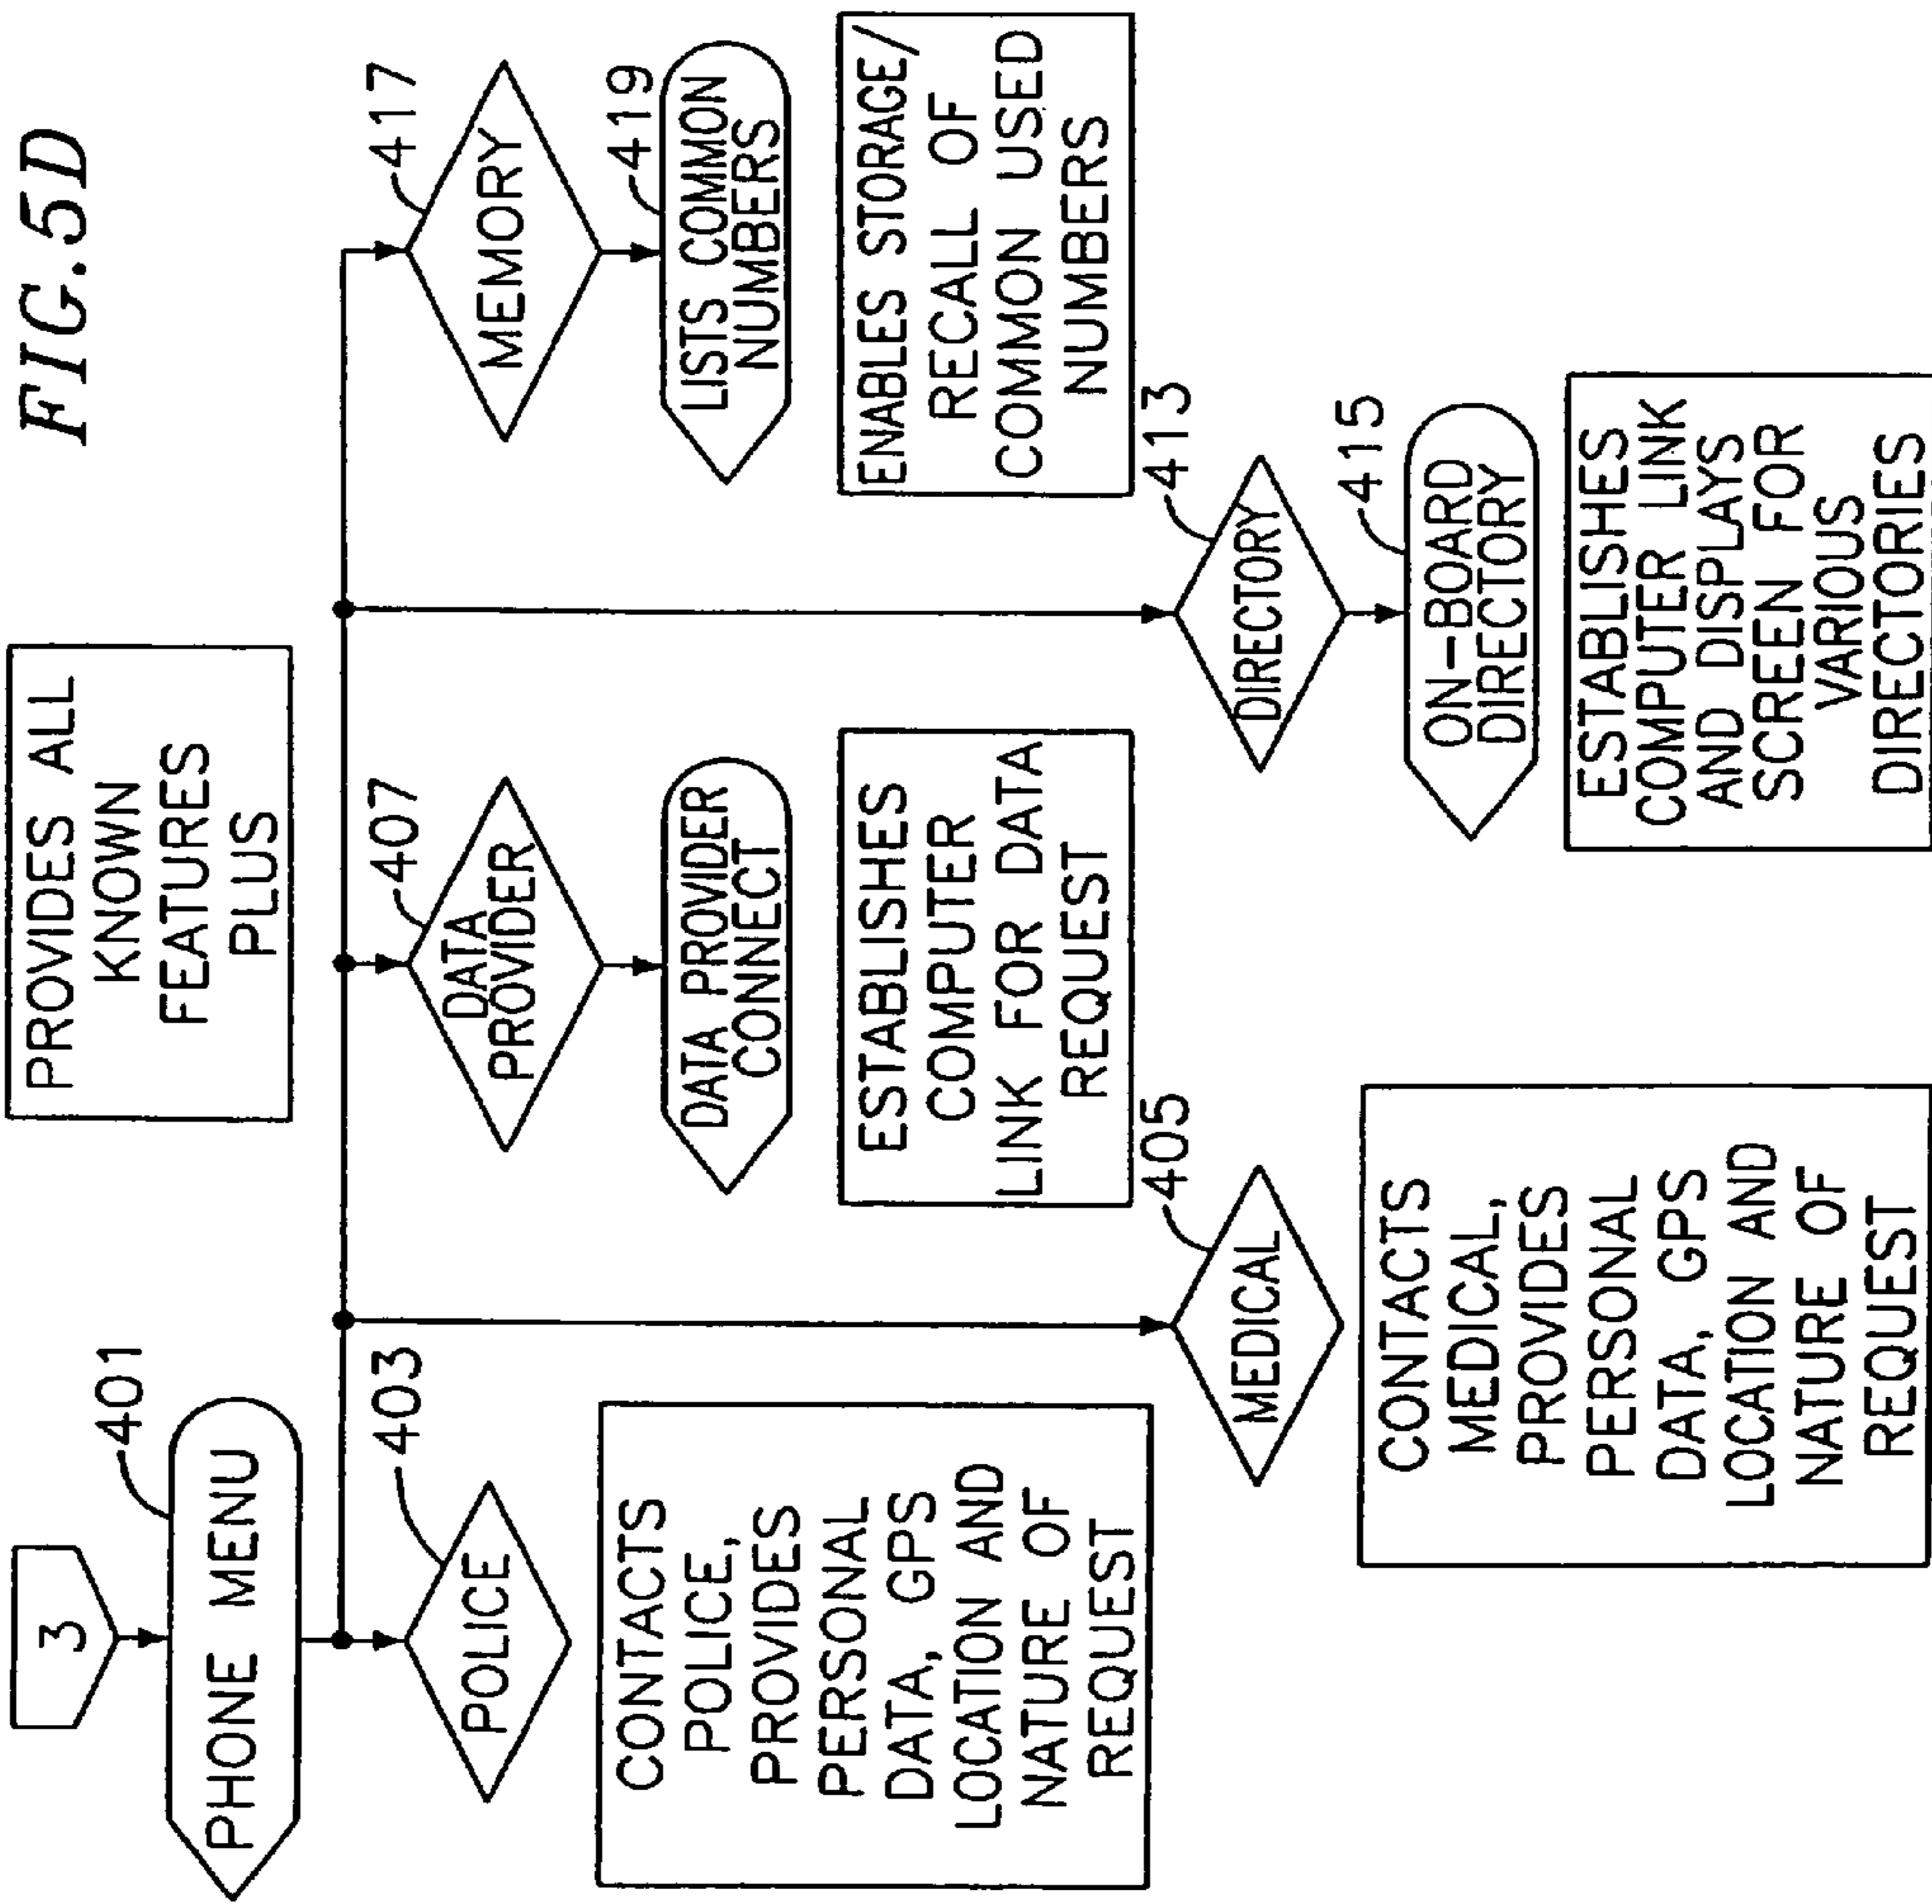 FIG. 5D
3
401
PHONE MENU
PROVIDES ALL
KNOWN
FEATURES
PLUS
403
POLICE
CONTACTS
POLICE,
PROVIDES
PERSONAL
DATA, GPS
LOCATION AND
NATURE OF
REQUEST
405
MEDICAL
CONTACTS
MEDICAL,
PROVIDES
PERSONAL
DATA, GPS
LOCATION AND
NATURE OF
REQUEST
407
DATA
PROVIDER
DATA PROVIDER
CONNECT
ESTABLISHES
COMPUTER
LINK FOR DATA
REQUEST
413
DIRECTORY
415
ON-BOARD
DIRECTORY
ESTABLISHES
COMPUTER LINK
AND DISPLAYS
SCREEN FOR
VARIOUS
DIRECTORIES
417
MEMORY
419
LISTS COMMON
NUMBERS
ENABLES STORAGE/
RECALL OF
COMMON USED
NUMBERS